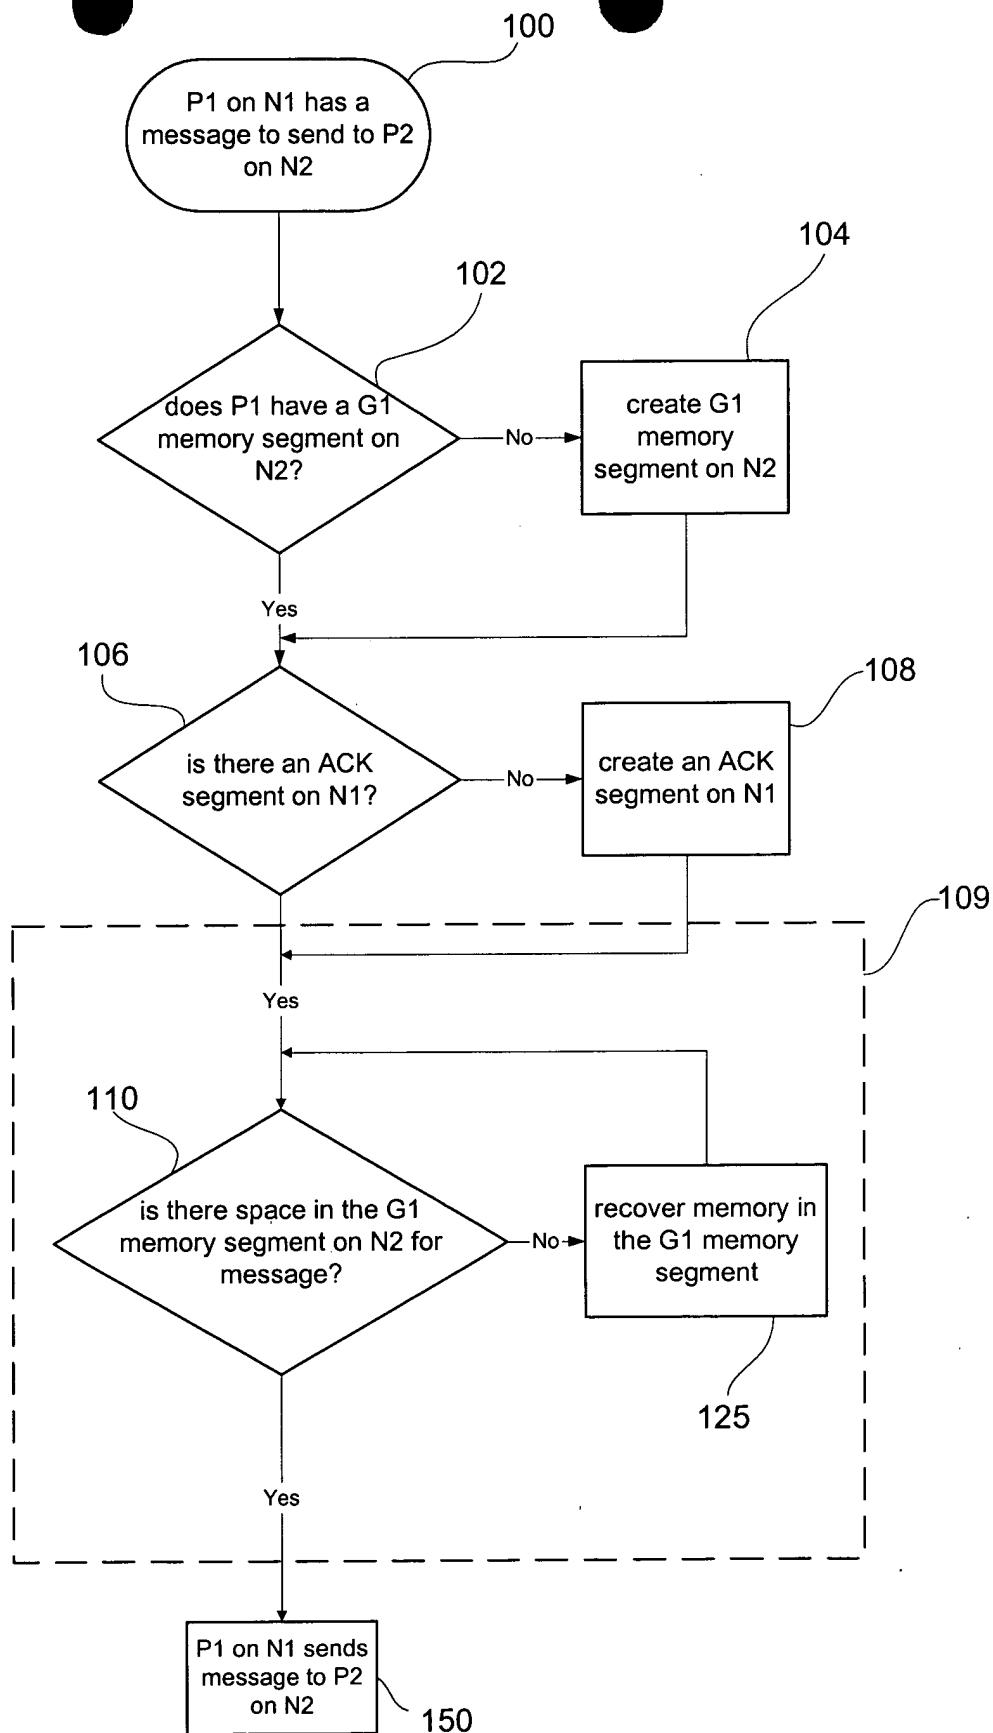 100
P1 on N1 has a
message to send to P2
on N2
102
104
does P1 have a G1
memory segment on
N2?
No
create G1
memory
segment on N2
Yes
106
108
is there an ACK
segment on N1?
No
create an ACK
segment on N1
109
Yes
110
is there space in the G1
memory segment on N2 for
message?
No
recover memory in
the G1 memory
segment
125
Yes
P1 on N1 sends
message to P2
on N2
150